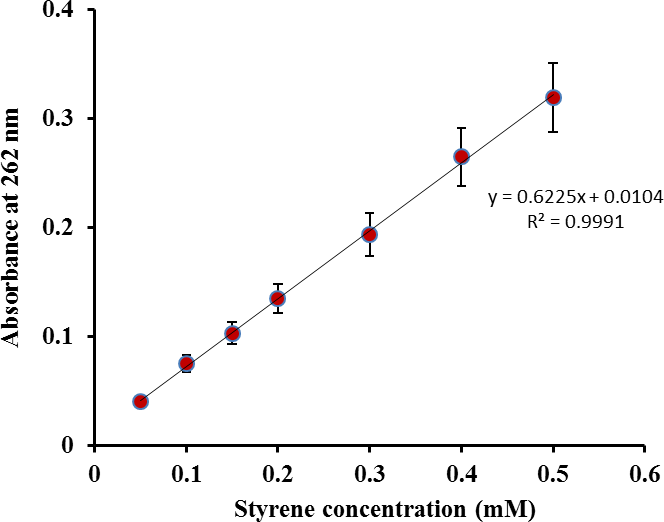 0.4
0.3
0.2
0.1
0
Absorbance at 262 nm
y = 0.6225x + 0.0104
R² = 0.9991
0 0.1 0.2 0.3 0.4 0.5 0.6
Styrene concentration (mM)